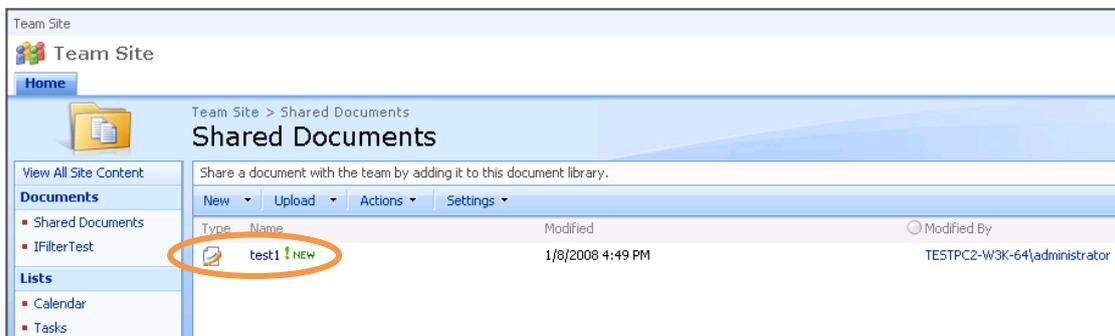 Team Site
Team Site
Home
Team Site > Shared Documents
Shared Documents
View All Site Content
Documents
Shared Documents
IFilterTest
Lists
Calendar
Tasks
Share a document with the team by adding it to this document library.
New Upload Actions Settings
Type Name Modified Modified By
test1 ! NEW 1/8/2008 4:49 PM TESTPC2-W3K-64\administrator